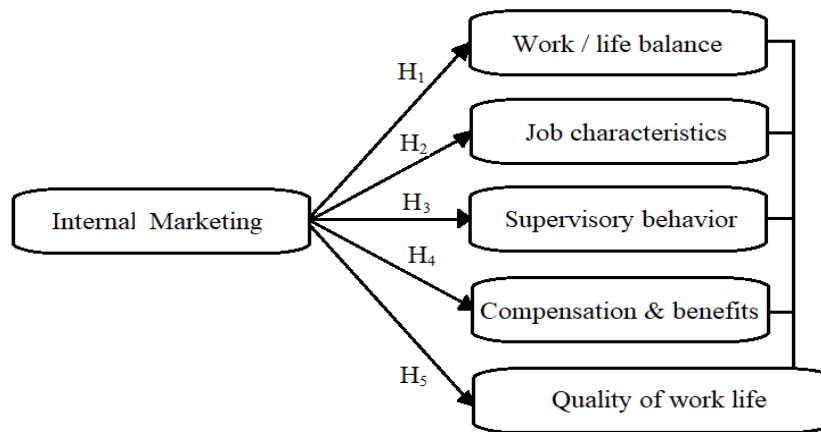 Work / life balance
H₁
Job characteristics
H₂
Internal Marketing
H₃
Supervisory behavior
H₄
Compensation & benefits
H₅
Quality of work life